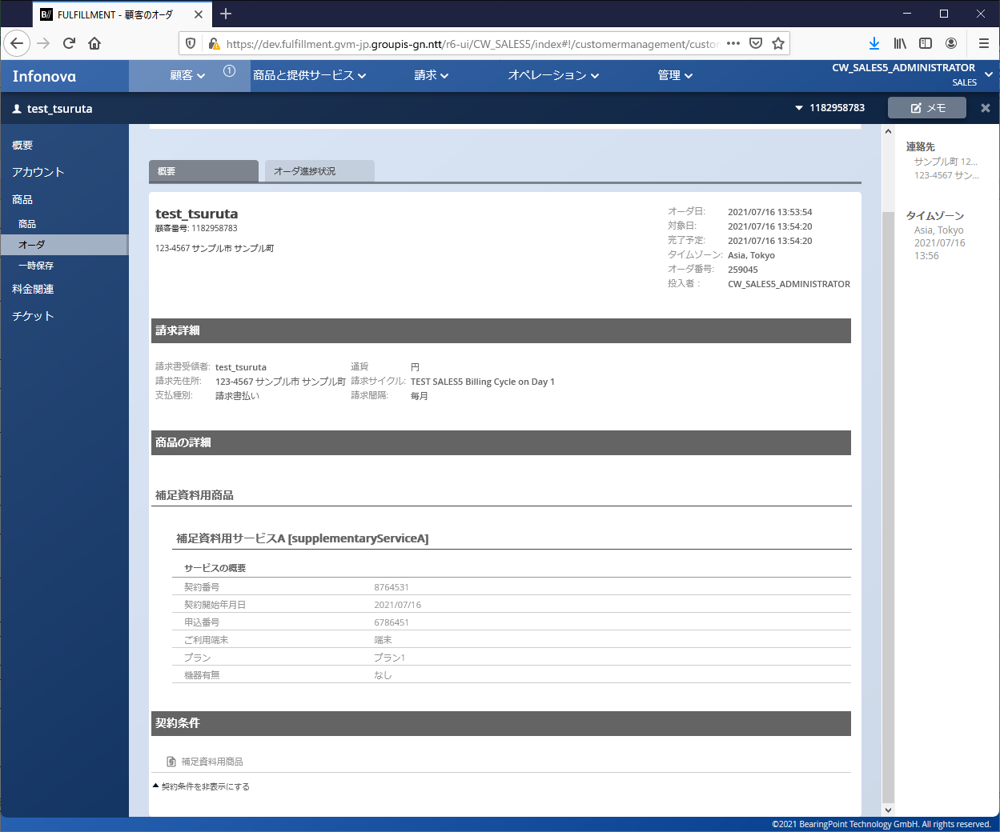 FULFILLMENT - 顧客のオーダ
https://dev.fulfillment.gvm-jp.groupis-gn.ntt/r6-ui/CW_SALES5/index#!/customermanagement/custo
Infonova
顧客
1
商品と提供サービス
請求
オペレーション
管理
CW_SALES5_ADMINISTRATOR
SALES
test_tsuruta
1182958783
メモ
概要
アカウント
商品
商品
オーダ
一時保存
料金関連
チケット
概要
オーダ進捗状況
test_tsuruta
顧客番号: 1182958783
123-4567 サンプル市 サンプル町
オーダ日: 2021/07/16 13:53:54
対象日: 2021/07/16 13:54:20
完了予定: 2021/07/16 13:54:20
タイムゾーン: Asia, Tokyo
オーダ番号: 259045
投入者 : CW_SALES5_ADMINISTRATOR
請求詳細
請求書受領者: test_tsuruta 通貨 円
請求先住所: 123-4567 サンプル市 サンプル町 請求サイクル: TEST SALES5 Billing Cycle on Day 1
支払種別: 請求書払い 請求間隔: 毎月
商品の詳細
補足資料用商品
補足資料用サービスA [supplementaryServiceA]
サービスの概要
契約番号 8764531
契約開始年月日 2021/07/16
申込番号 6786451
ご利用端末 端末
プラン プラン1
機器有無 なし
契約条件
補足資料用商品
契約条件を非表示にする
連絡先
サンプル町 12...
123-4567 サン...
タイムゾーン
Asia, Tokyo
2021/07/16
13:56
©2021 BearingPoint Technology GmbH. All rights reserved.